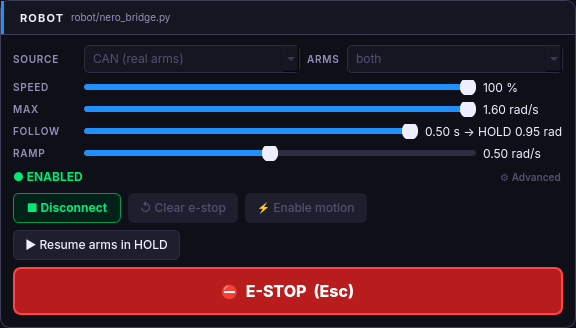 ROBOT robot/nero_bridge.py
SOURCE CAN (real arms) ARMS both
SPEED 100 %
MAX 1.60 rad/s
FOLLOW 0.50 s → HOLD 0.95 rad
RAMP 0.50 rad/s
ENABLED Advanced
Disconnect Clear e-stop Enable motion
Resume arms in HOLD
E-STOP (Esc)